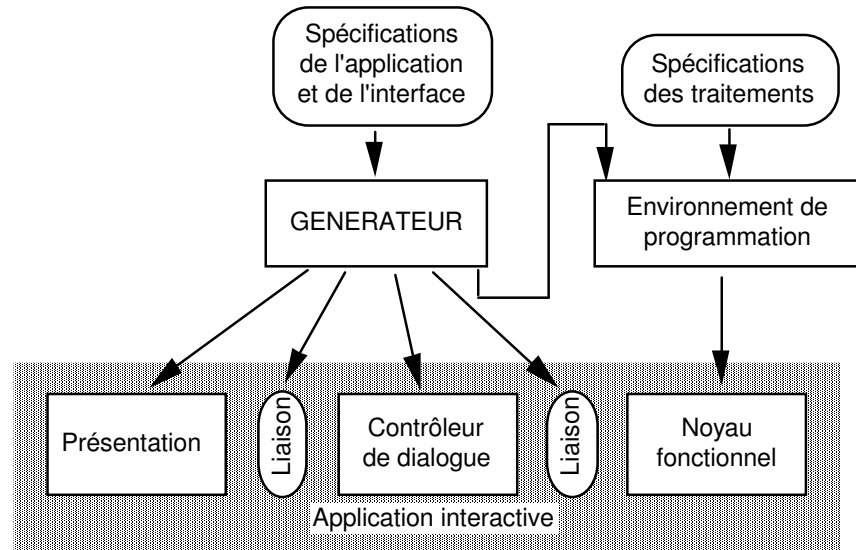 Spécifications
de l'application
et de l'interface
Spécifications
des traitements
GENERATEUR
Environnement de
programmation
Présentation
Liaison
Contrôleur
de dialogue
Liaison
Noyau
fonctionnel
Application interactive